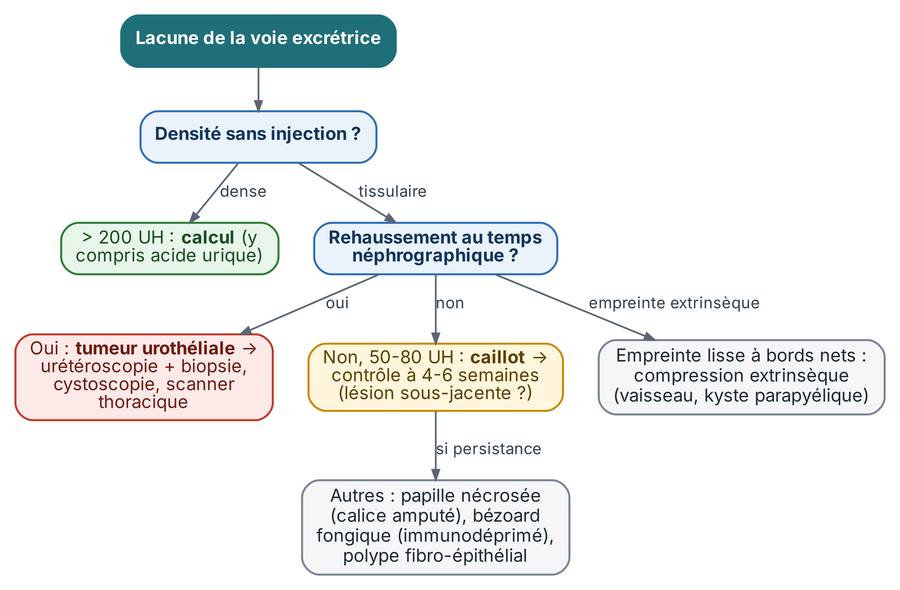 Lacune de la voie excrétrice
Densité sans injection ?
dense
tissulaire
> 200 UH : calcul (y
compris acide urique)
Rehaussement au temps
néphrographique ?
oui
non
empreinte extrinsèque
Oui : tumeur urothéliale →
urétéroscopie + biopsie,
cystoscopie, scanner
thoracique
Non, 50-80 UH : caillot →
contrôle à 4-6 semaines
(lésion sous-jacente ?)
Empreinte lisse à bords nets :
compression extrinsèque
(vaisseau, kyste parapyélique)
si persistance
Autres : papille nécrosée
(calice amputé), bézoard
fongique (immunodéprimé),
polype fibro-épithélial